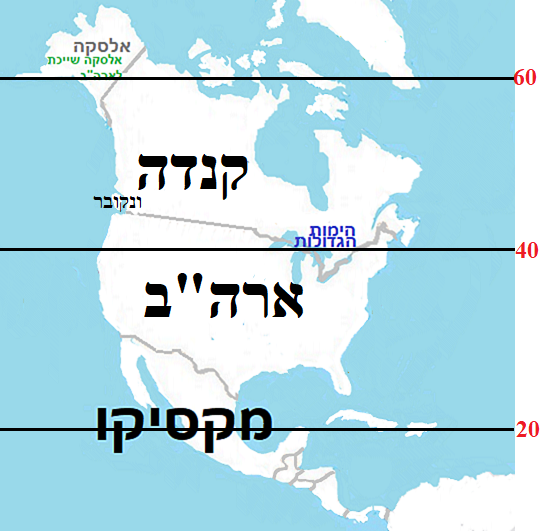 אלסקה
אלסקה שייכת
לארה"ב
60
קנדה
ונקובר
הימות
הגדולות
40
ארה"ב
מקסיקו
20